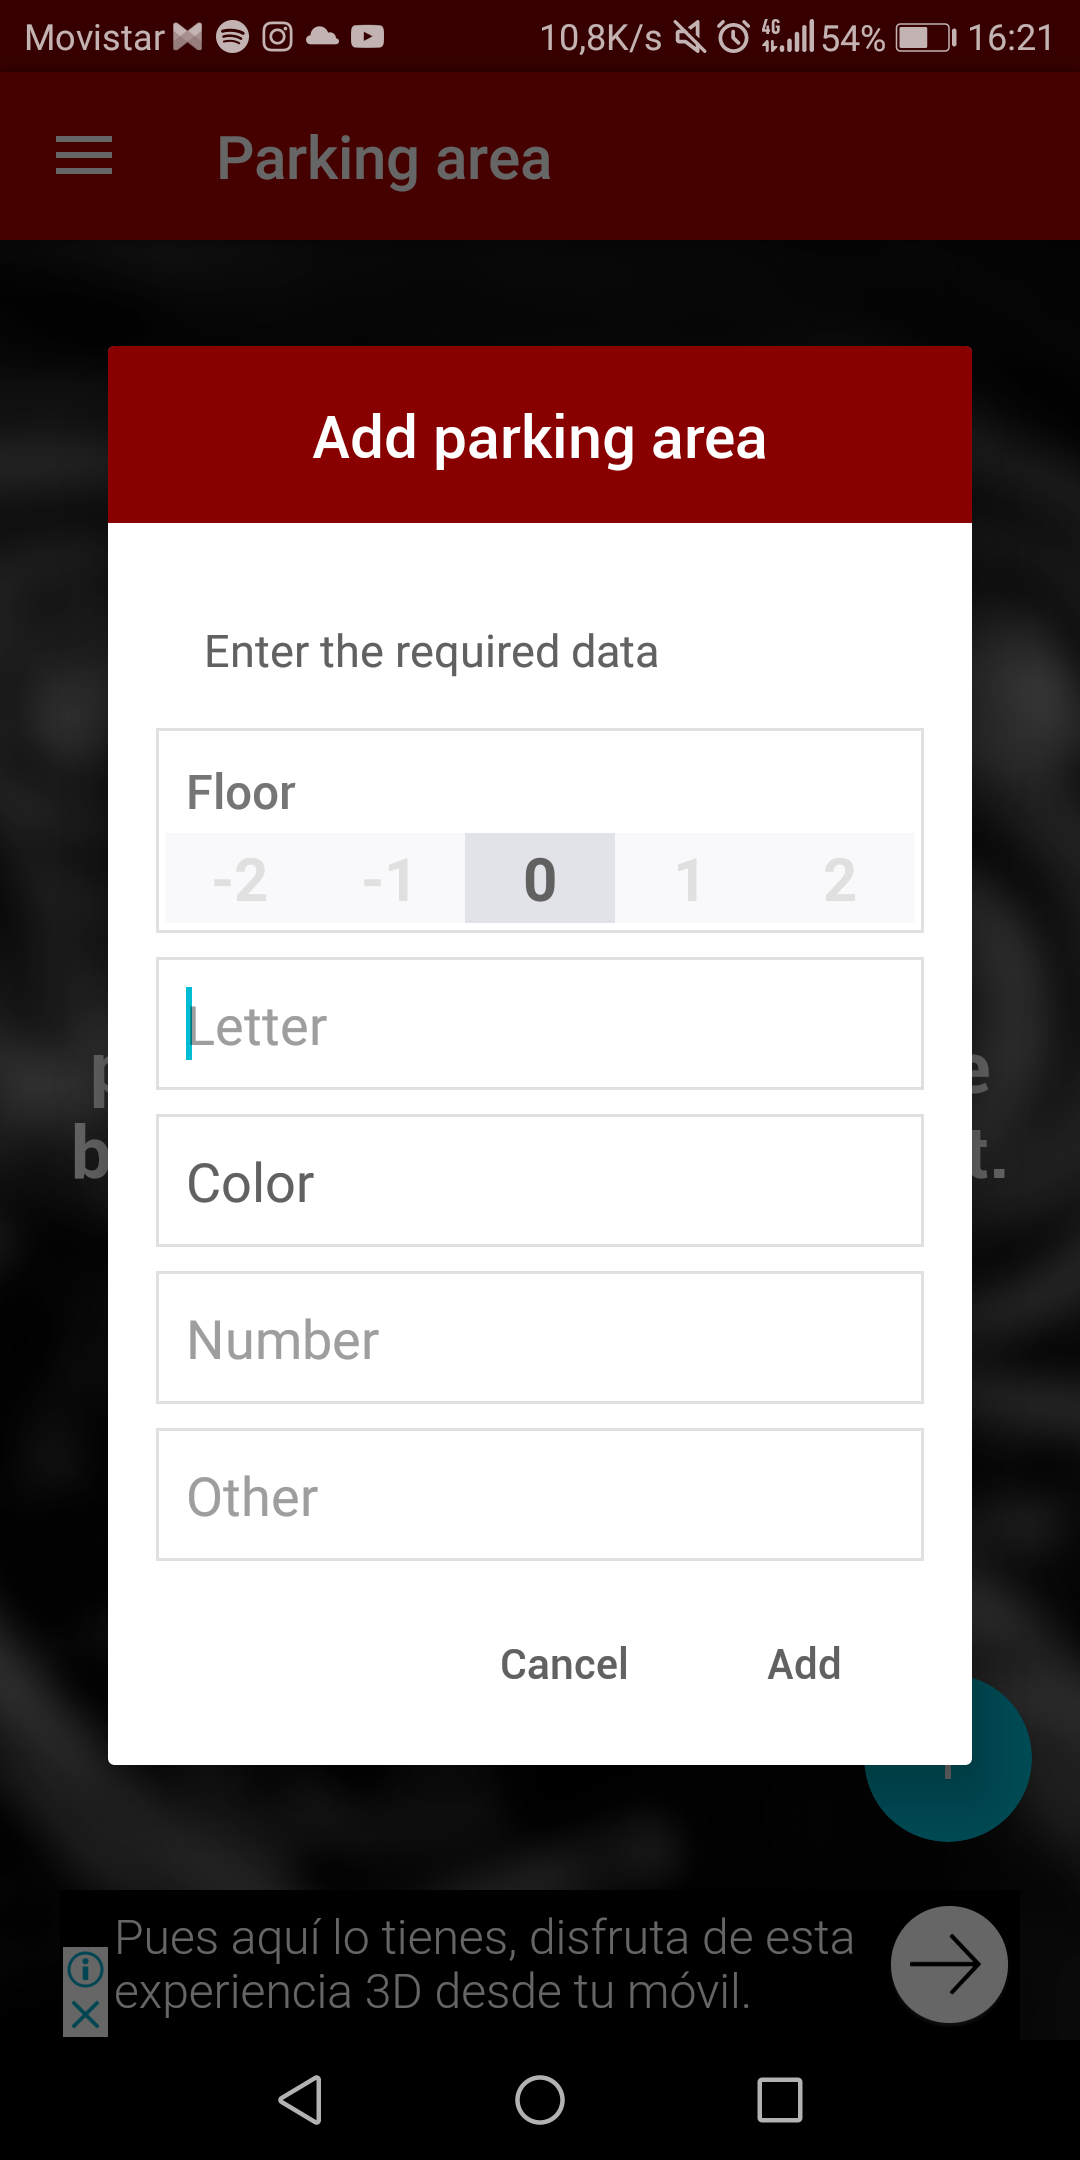 Movistar 10,8K/s 4G 54% 16:21
Parking area
Add parking area
Enter the required data
Floor
-2 -1 0 1 2
Letter
Color
Number
Other
Cancel Add
Pues aquí lo tienes, disfruta de esta
experiencia 3D desde tu móvil.